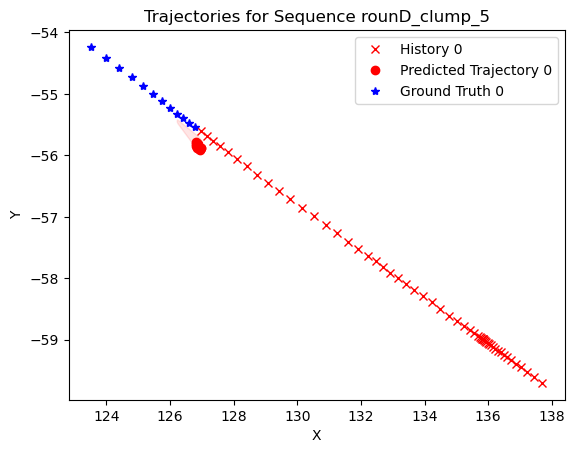 Trajectories for Sequence rounD_clump_5
History 0
Predicted Trajectory 0
Ground Truth 0
Y
−54
−55
−56
−57
−58
−59
124
126
128
130
132
134
136
138
X